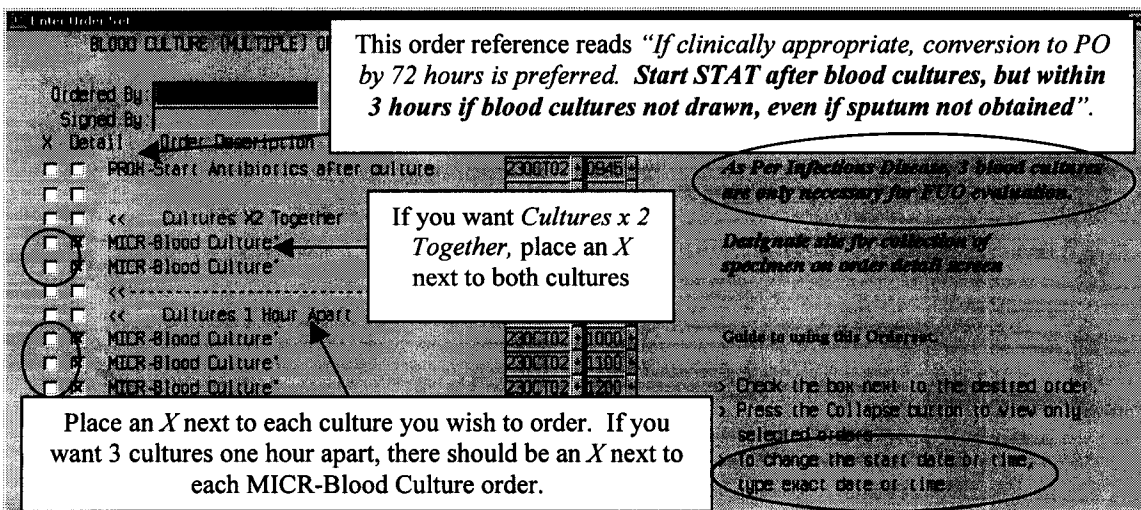 Enter Order Set
BLOOD CULTURE (MULTIPLE)
This order reference reads "If clinically appropriate, conversion to PO
by 72 hours is preferred. Start STAT after blood cultures, but within
3 hours if blood cultures not drawn, even if sputum not obtained".
Ordered By:
Signed By:
X Detail Order Description
PROM-Start Antibiotics after culture 23OCT02 0945
As Per Infectious Disease, 3 blood cultures
are only necessary for FUO evaluation.
<< Cultures X2 Together
MICR-Blood Culture*
MICR-Blood Culture*
If you want Cultures x 2
Together, place an X
next to both cultures
Designate site for collection of
specimen on order detail screen
<<--------------------
<< Cultures 1 Hour Apart
MICR-Blood Culture* 23OCT02 1000
MICR-Blood Culture* 23OCT02 1100
MICR-Blood Culture* 23OCT02 1200
Guide to using this Orderset.
> Check the box next to the desired order
> Press the Collapse button to view only
selected orders
> To change the start date or time,
type exact date or time
Place an X next to each culture you wish to order. If you
want 3 cultures one hour apart, there should be an X next to
each MICR-Blood Culture order.